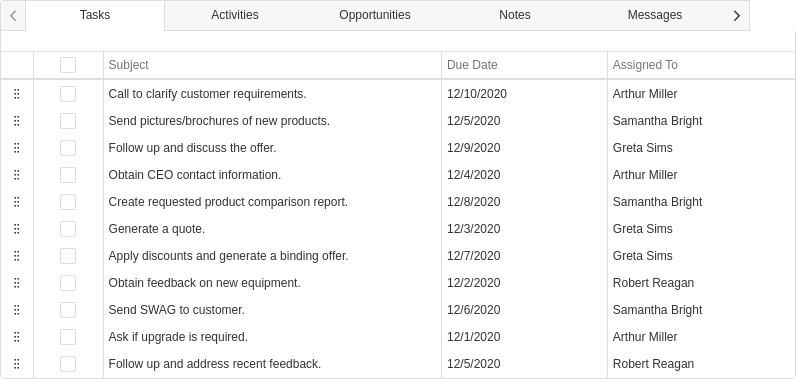 Tasks Activities Opportunities Notes Messages
Subject Due Date Assigned To
Call to clarify customer requirements. 12/10/2020 Arthur Miller
Send pictures/brochures of new products. 12/5/2020 Samantha Bright
Follow up and discuss the offer. 12/9/2020 Greta Sims
Obtain CEO contact information. 12/4/2020 Arthur Miller
Create requested product comparison report. 12/8/2020 Samantha Bright
Generate a quote. 12/3/2020 Greta Sims
Apply discounts and generate a binding offer. 12/7/2020 Greta Sims
Obtain feedback on new equipment. 12/2/2020 Robert Reagan
Send SWAG to customer. 12/6/2020 Samantha Bright
Ask if upgrade is required. 12/1/2020 Arthur Miller
Follow up and address recent feedback. 12/5/2020 Robert Reagan